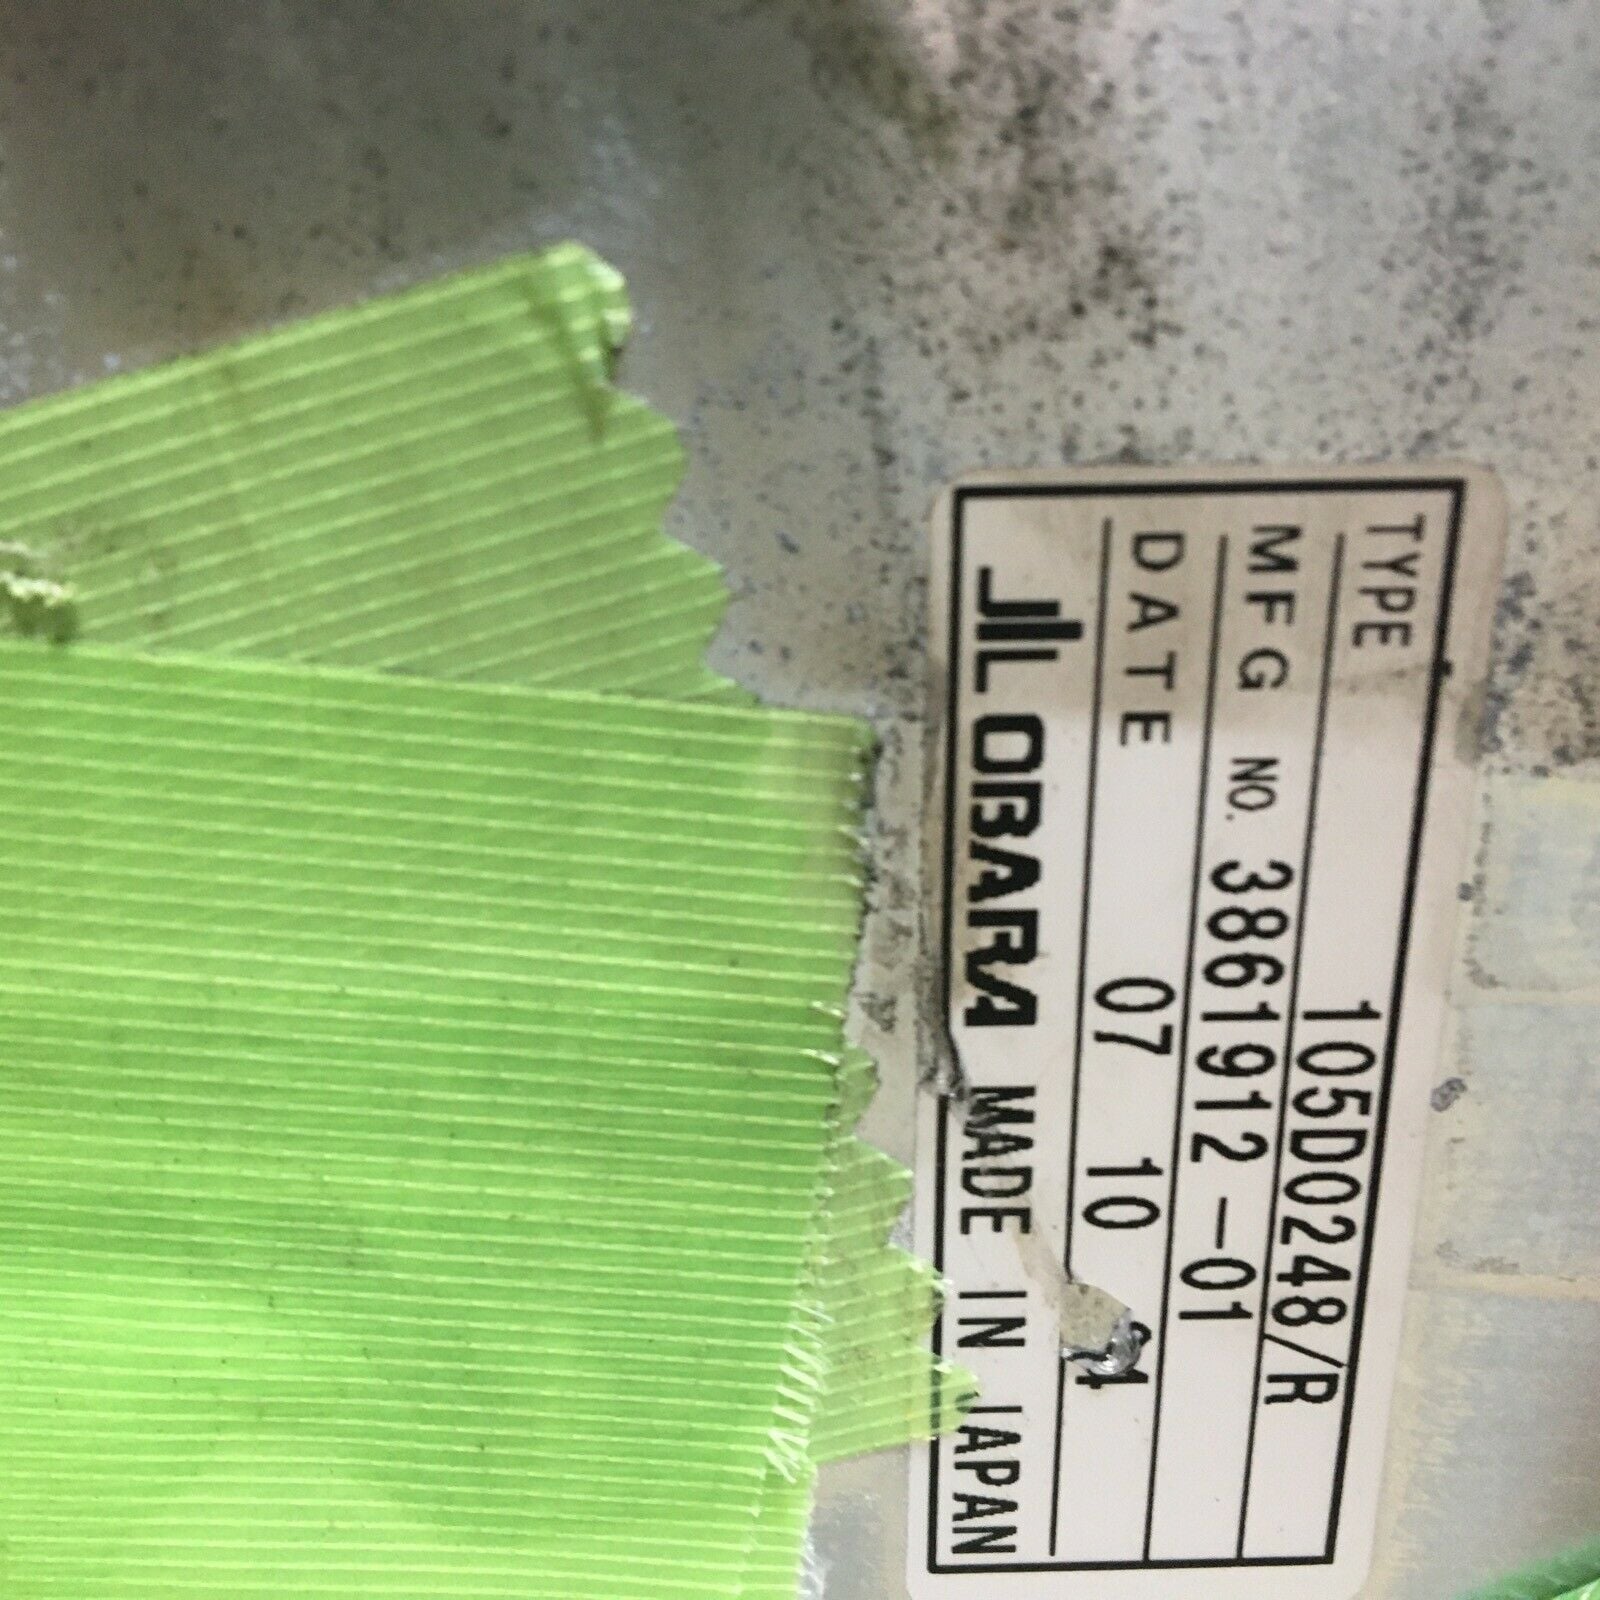 TYPE 105D0248/R
MFG NO. 3861912-01
DATE 07 10
OBARA MADE IN JAPAN